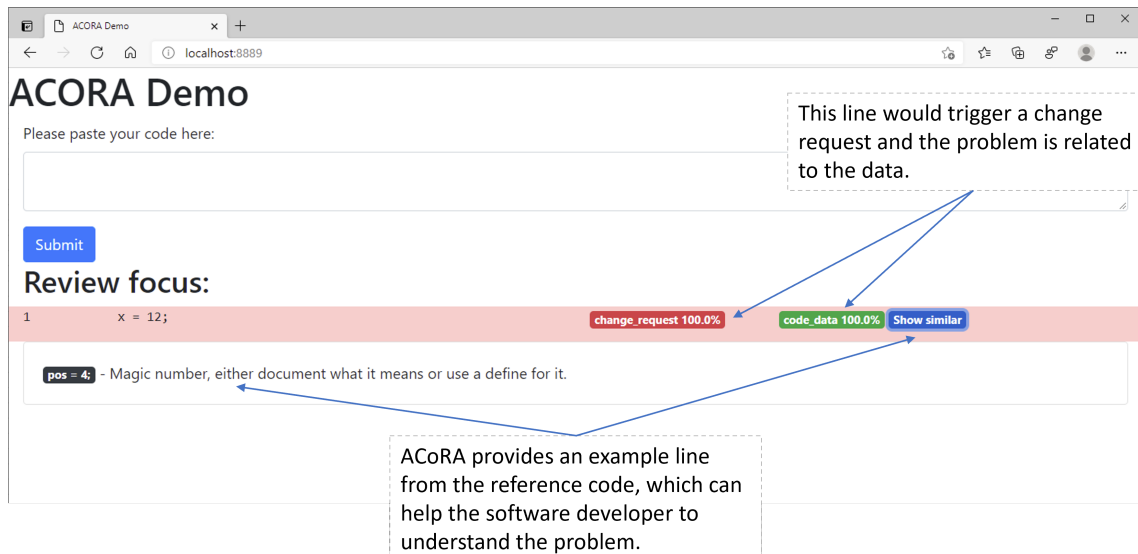 ACORA Demo
localhost:8889
ACORA Demo
Please paste your code here:
This line would trigger a change
request and the problem is related
to the data.
Submit
Review focus:
1 x = 12; change_request 100.0% code_data 100.0% Show similar
pos = 4; - Magic number, either document what it means or use a define for it.
ACoRA provides an example line
from the reference code, which can
help the software developer to
understand the problem.